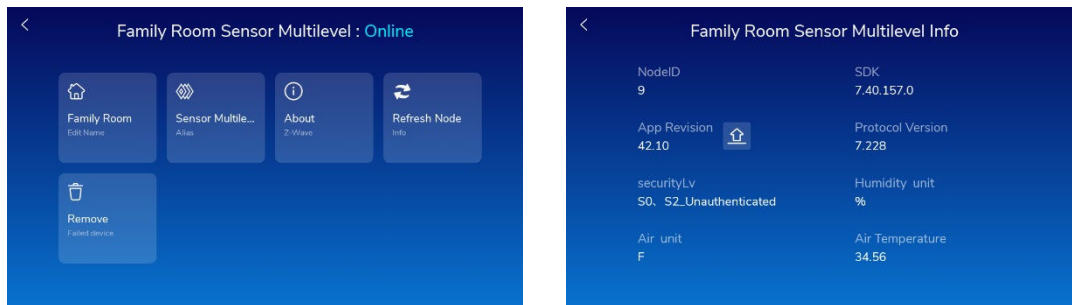 Family Room Sensor Multilevel : Online
Family Room
Edit Name
Sensor Multile...
Alias
About
Z-Wave
Refresh Node
Info
Remove
Failed device
Family Room Sensor Multilevel Info
NodeID
9
SDK
7.40.157.0
App Revision
42.10
Protocol Version
7.228
securityLv
S0、S2_Unauthenticated
Humidity unit
%
Air unit
F
Air Temperature
34.56